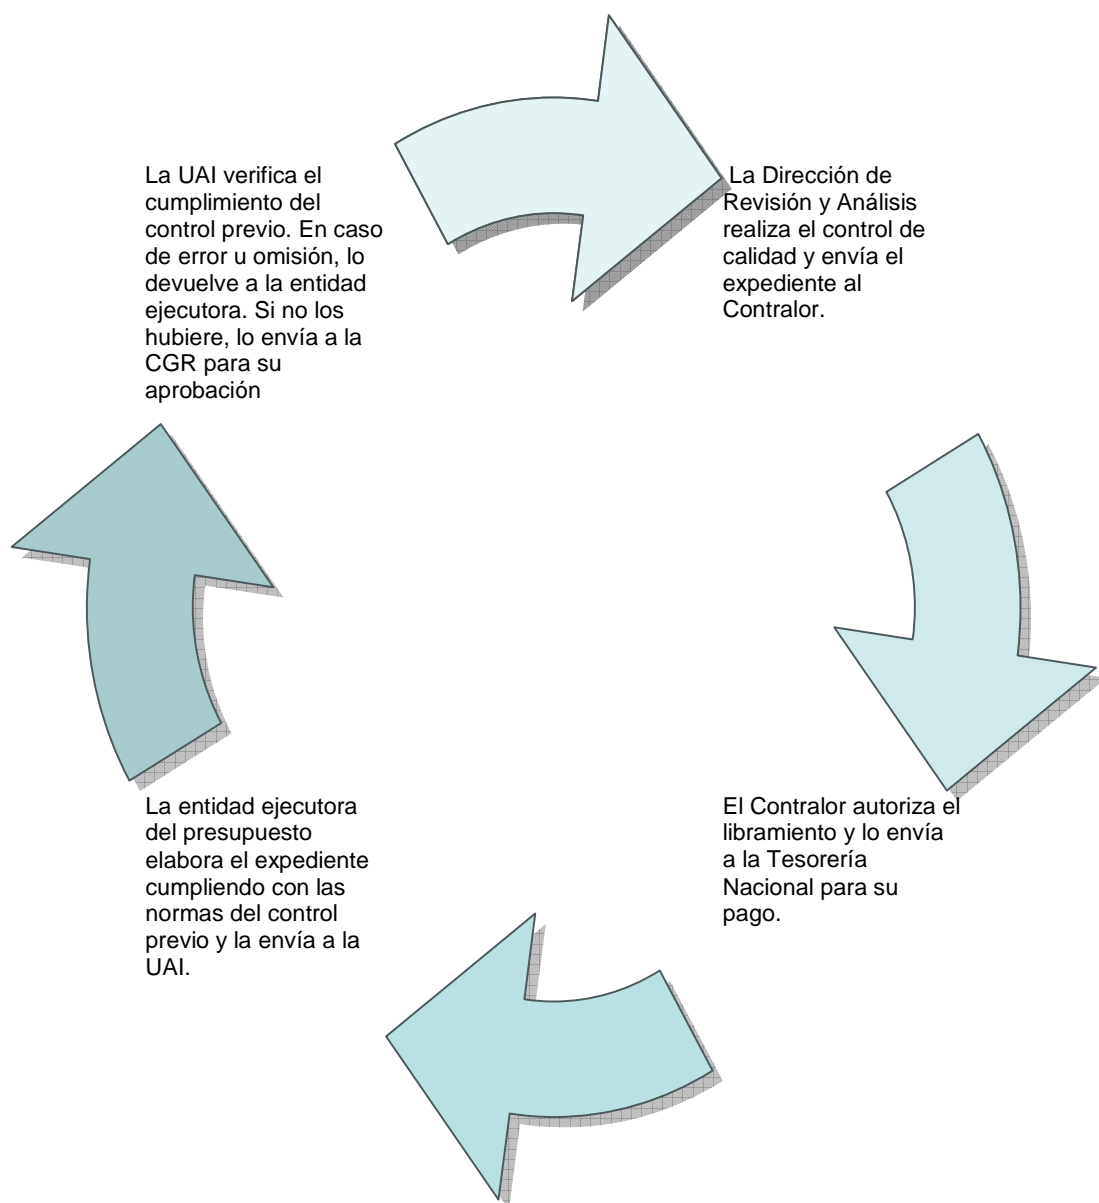 La UAI verifica el
cumplimiento del
control previo. En caso
de error u omisión, lo
devuelve a la entidad
ejecutora. Si no los
hubiere, lo envía a la
CGR para su
aprobación
La Dirección de
Revisión y Análisis
realiza el control de
calidad y envía el
expediente al
Contralor.
La entidad ejecutora
del presupuesto
elabora el expediente
cumpliendo con las
normas del control
previo y la envía a la
UAI.
El Contralor autoriza el
libramiento y lo envía
a la Tesorería
Nacional para su
pago.